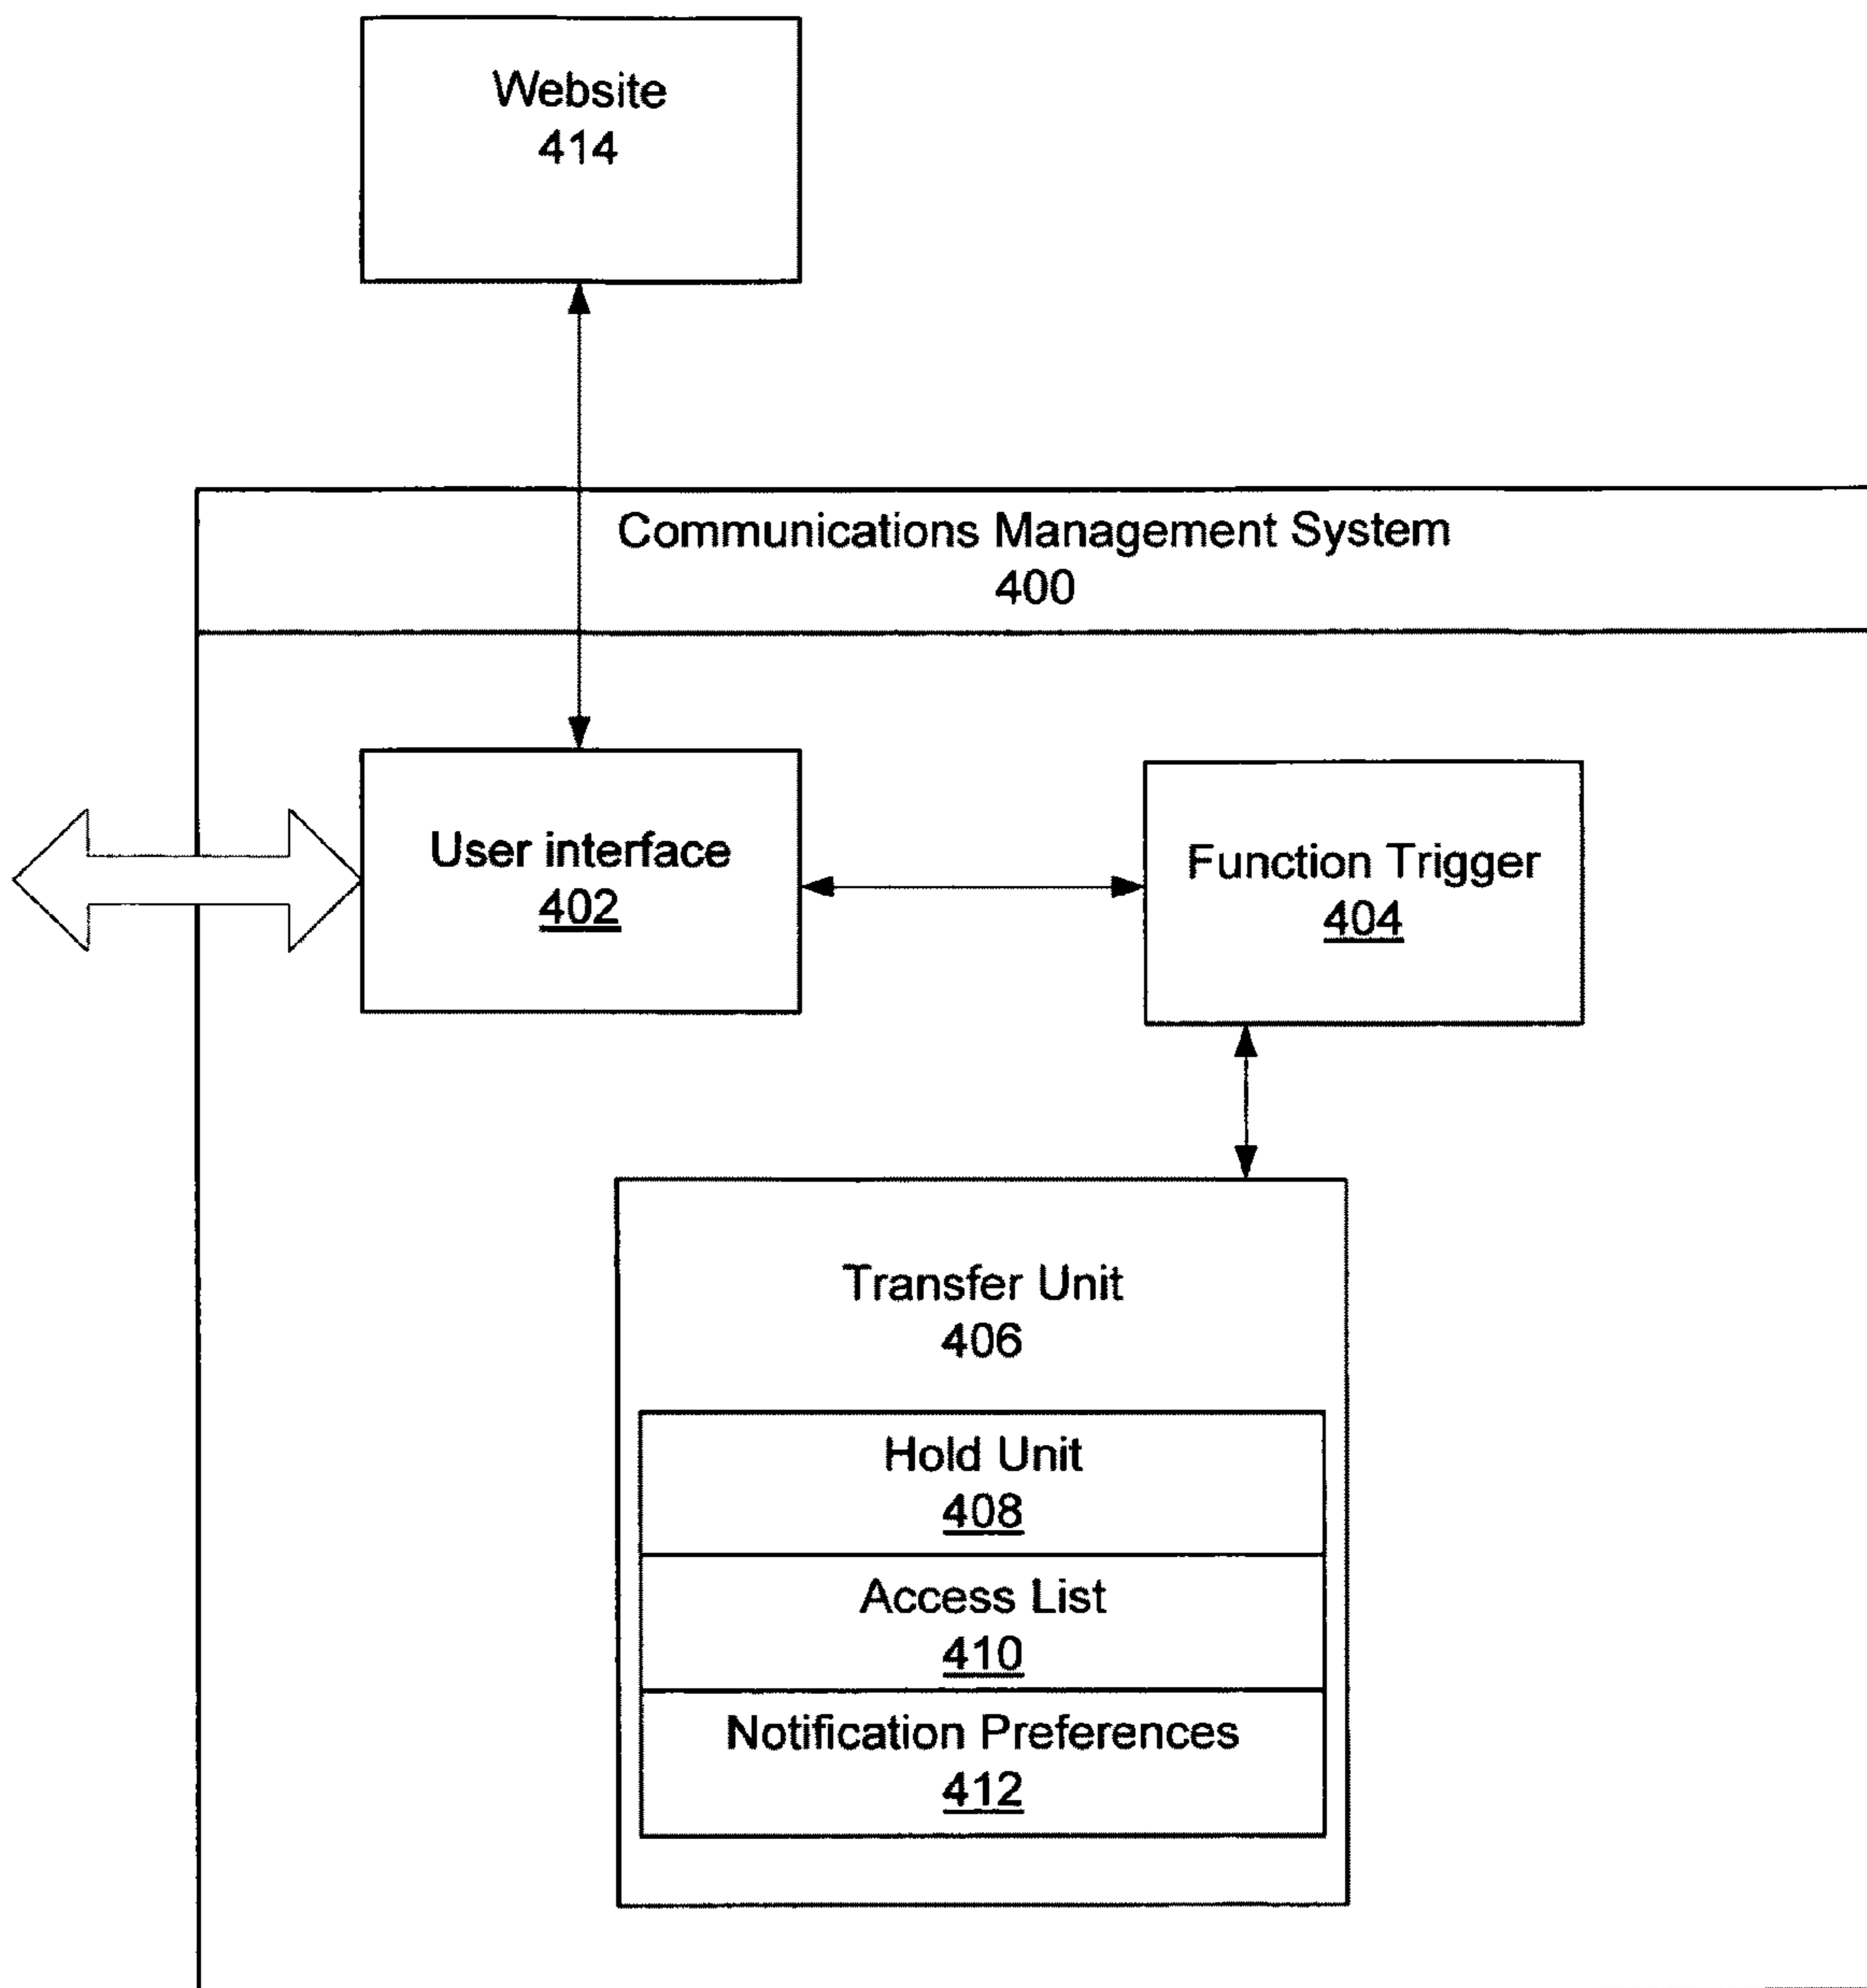 Website
414
Communications Management System
400
User interface
402
Function Trigger
404
Transfer Unit
406
Hold Unit
408
Access List
410
Notification Preferences
412